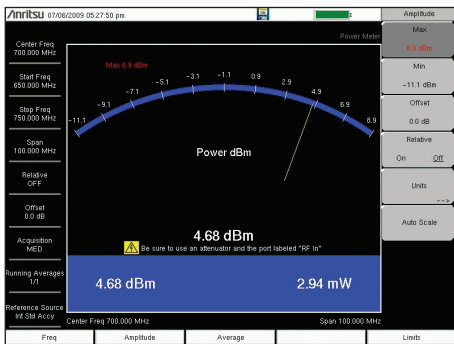 Anritsu 07/06/2009 05:27:50 pm
Power Meter
Center Freq
700.000 MHz
Start Freq
650.000 MHz
Stop Freq
750.000 MHz
Span
100.000 MHz
Relative
OFF
Offset
0.0 dB
Acquisition
MED
Running Averages
1/1
Reference Source
Int Std Accy
Max 8.9 dBm
-11.1
-9.1
-7.1
-5.1
-3.1
-1.1
0.9
2.9
4.9
6.9
8.9
Power dBm
4.68 dBm
Be sure to use an attenuator and the port labeled "RF In"
4.68 dBm
2.94 mW
Center Freq 700.000 MHz
Span 100.000 MHz
Amplitude
Max
8.9 dBm
Min
-11.1 dBm
Offset
0.0 dB
Relative
On Off
Units
-->
Auto Scale
Freq
Amplitude
Average
Limits